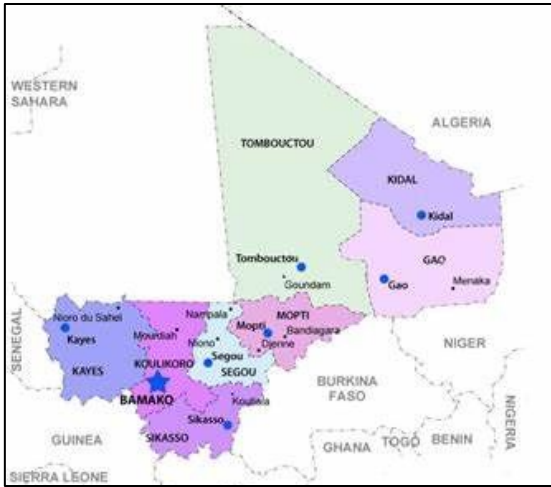 WESTERN
SAHARA
ALGERIA
TOMBOUCTOU
KIDAL
Kidal
Tombouctou
Goundam
GAO
Gao
Menaka
Nioro du Sahel
Kayes
KAYES
Mourdiah
KOULIKORO
BAMAKO
Nampala
Niono
Segou
SEGOU
MOPTI
Mopti
Bandiagara
Djenne
SENEGAL
NIGER
BURKINA
FASO
Sikasso
SIKASSO
GUINEA
SIERRA LEONE
GHANA
TOGO
BENIN
NIGERIA